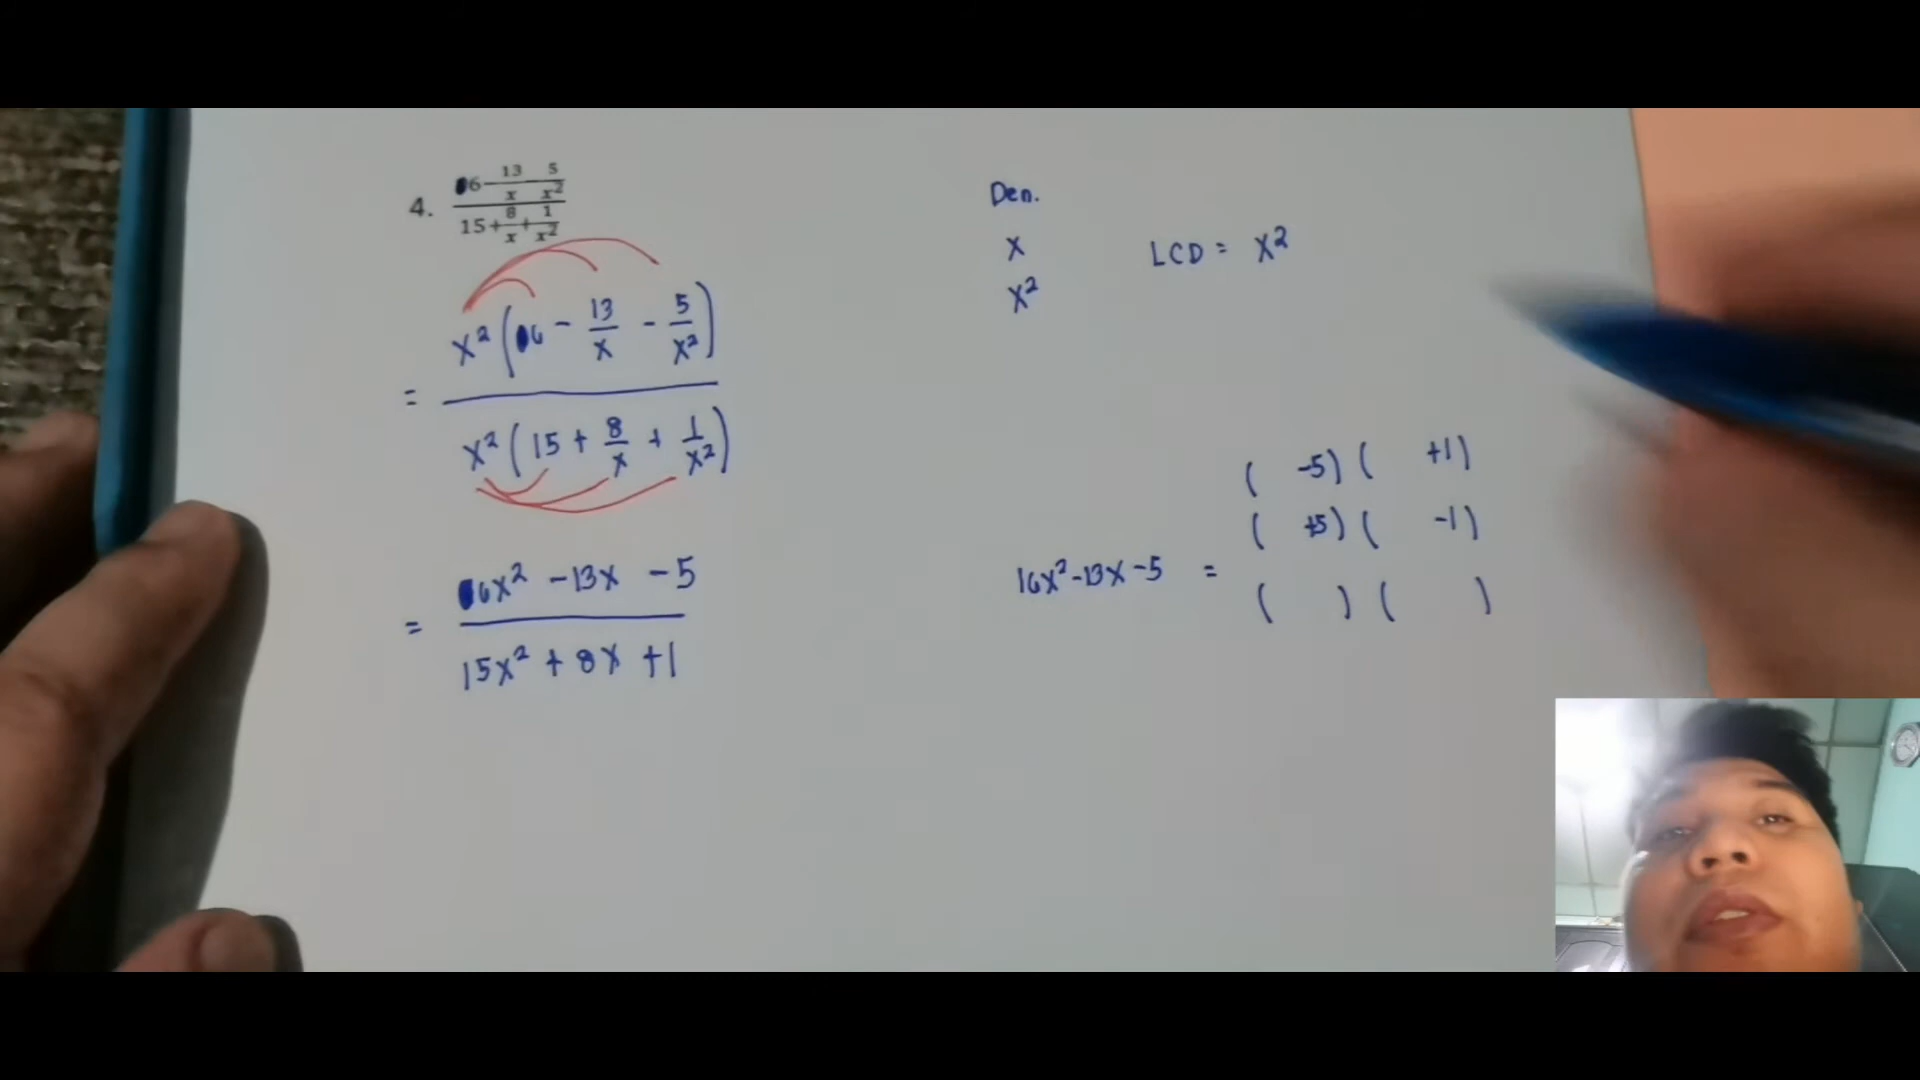 4. 6 - 13/x - 5/x² / 15 + 8/x + 1/x²
= x² (6 - 13/x - 5/x²) / x² (15 + 8/x + 1/x²)
= 6x² - 13x - 5 / 15x² + 8x + 1
Den.
x
x²
LCD = x²
( -5) ( +1)
( +5) ( -1)
16x² - 13x - 5 =
( ) ( )